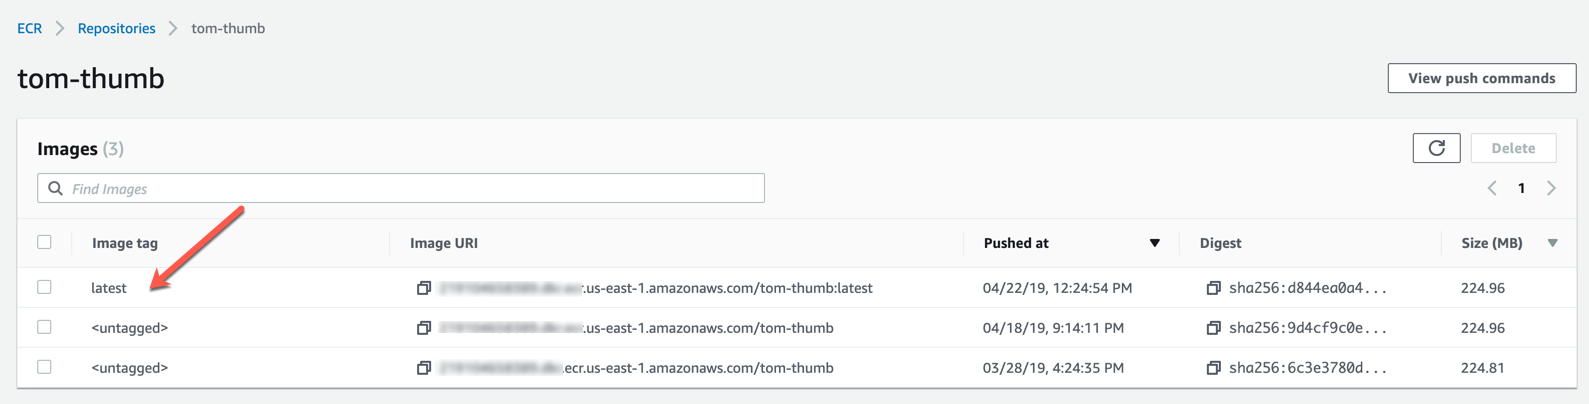 ECR > Repositories > tom-thumb
tom-thumb
View push commands
Images (3)
Delete
Find Images
1
Image tag Image URI Pushed at Digest Size (MB)
latest .us-east-1.amazonaws.com/tom-thumb:latest 04/22/19, 12:24:54 PM sha256:d844ea0a4... 224.96
<untagged> .us-east-1.amazonaws.com/tom-thumb 04/18/19, 9:14:11 PM sha256:9d4cf9c0e... 224.96
<untagged> .ecr.us-east-1.amazonaws.com/tom-thumb 03/28/19, 4:24:35 PM sha256:6c3e3780d... 224.81